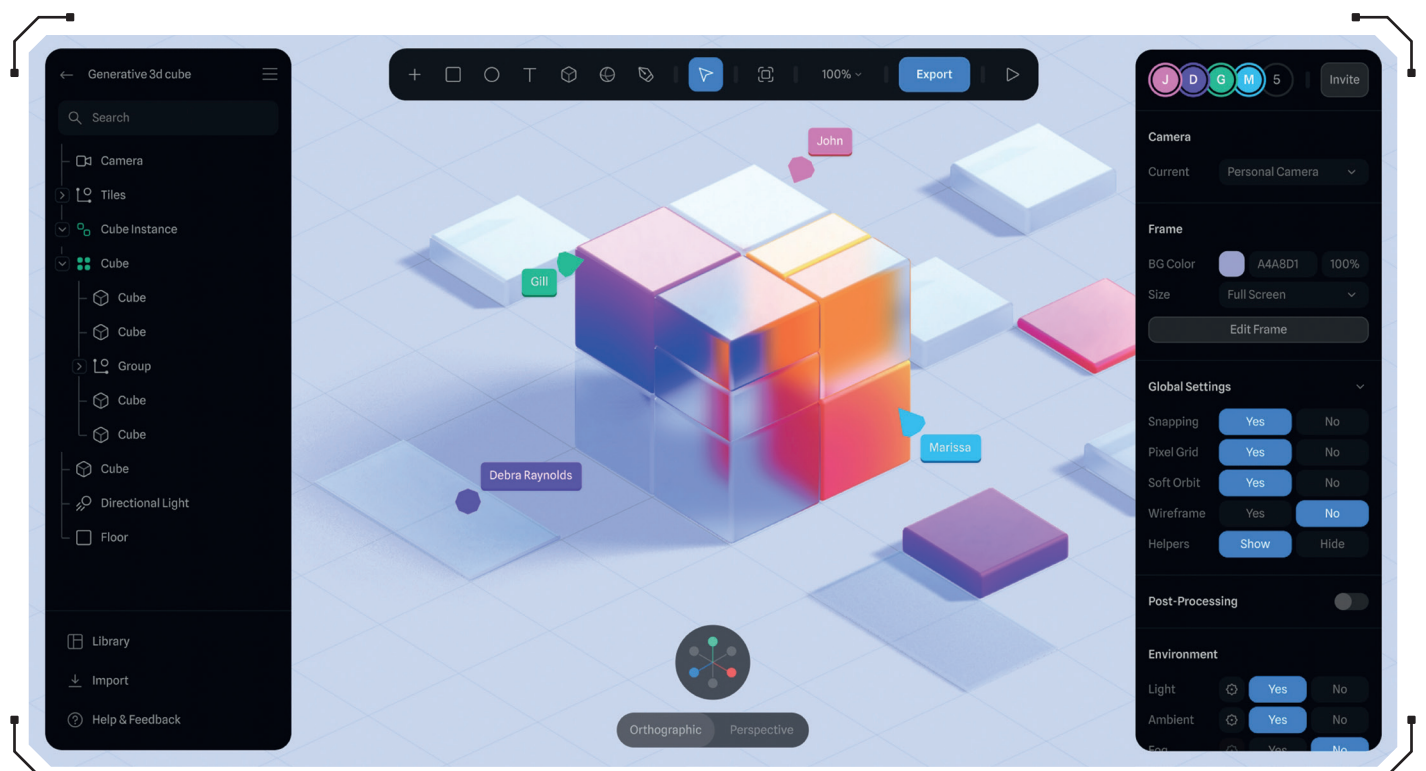 Generative 3d cube
Search
Camera
Tiles
Cube Instance
Cube
Cube
Cube
Group
Cube
Cube
Cube
Directional Light
Floor
Library
Import
Help & Feedback
T
100%
Export
John
Gill
Debra Raynolds
Marissa
Orthographic Perspective
J D G M 5 Invite
Camera
Current Personal Camera
Frame
BG Color A4A8D1 100%
Size Full Screen
Edit Frame
Global Settings
Snapping Yes No
Pixel Grid Yes No
Soft Orbit Yes No
Wireframe Yes No
Helpers Show Hide
Post-Processing
Environment
Light Yes No
Ambient Yes No
Fog Yes No